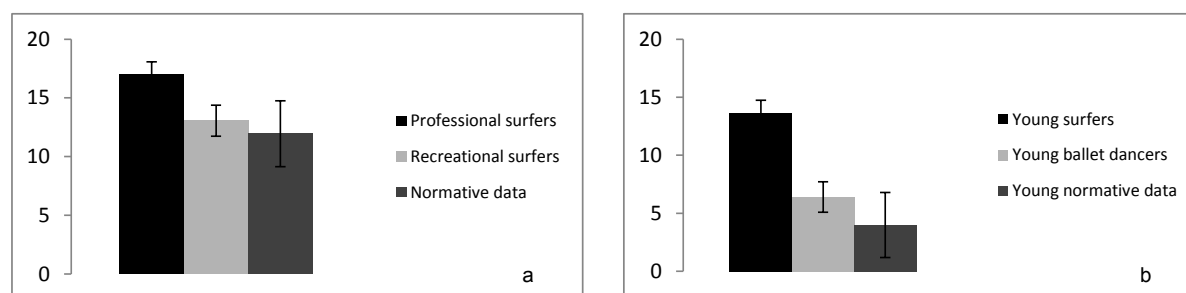 20
15
10
5
0
Professional surfers
Recreational surfers
Normative data
a
20
15
10
5
0
Young surfers
Young ballet dancers
Young normative data
b